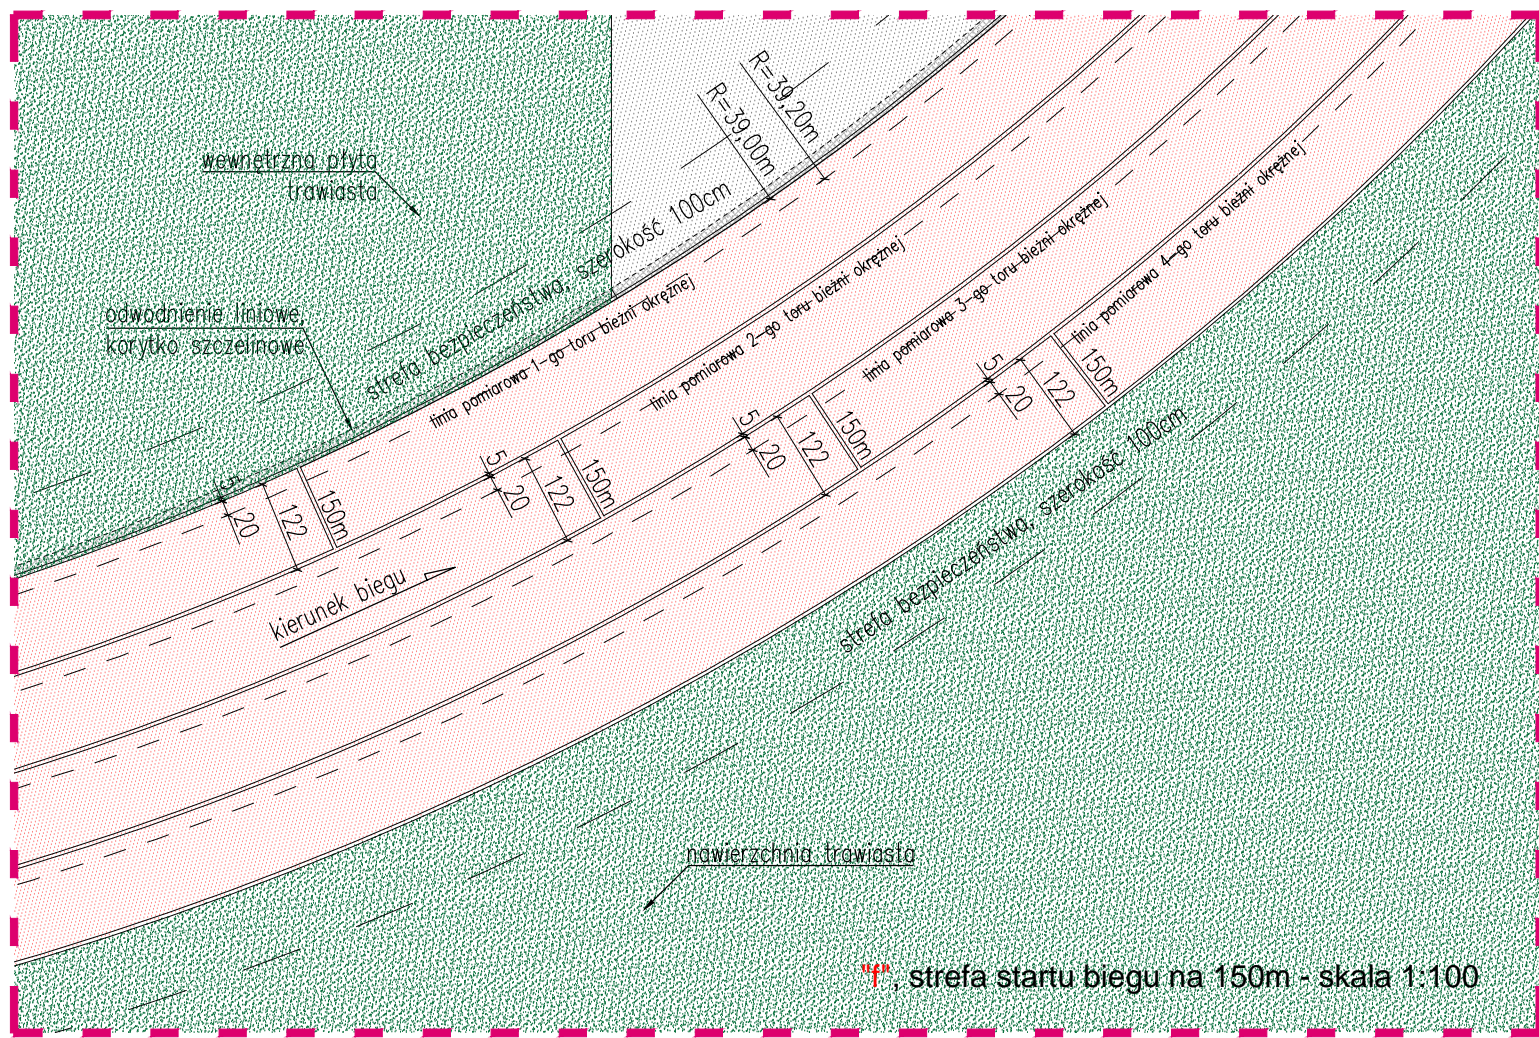 R=39,20m
R=39,00m
wewnętrzna płyta
trawiasta
strefa bezpieczeństwa, szerokość 100cm
odwodnienie liniowe,
korytko szczelinowe
linia pomiarowa 1-go toru bieżni okrężnej
linia pomiarowa 2-go toru bieżni okrężnej
linia pomiarowa 3-go toru bieżni okrężnej
linia pomiarowa 4-go toru bieżni okrężnej
5
20
122
150m
5
20
122
150m
5
20
122
150m
5
20
122
150m
kierunek biegu
strefa bezpieczeństwa, szerokość 100cm
nawierzchnia trawiasta
"f", strefa startu biegu na 150m - skala 1:100